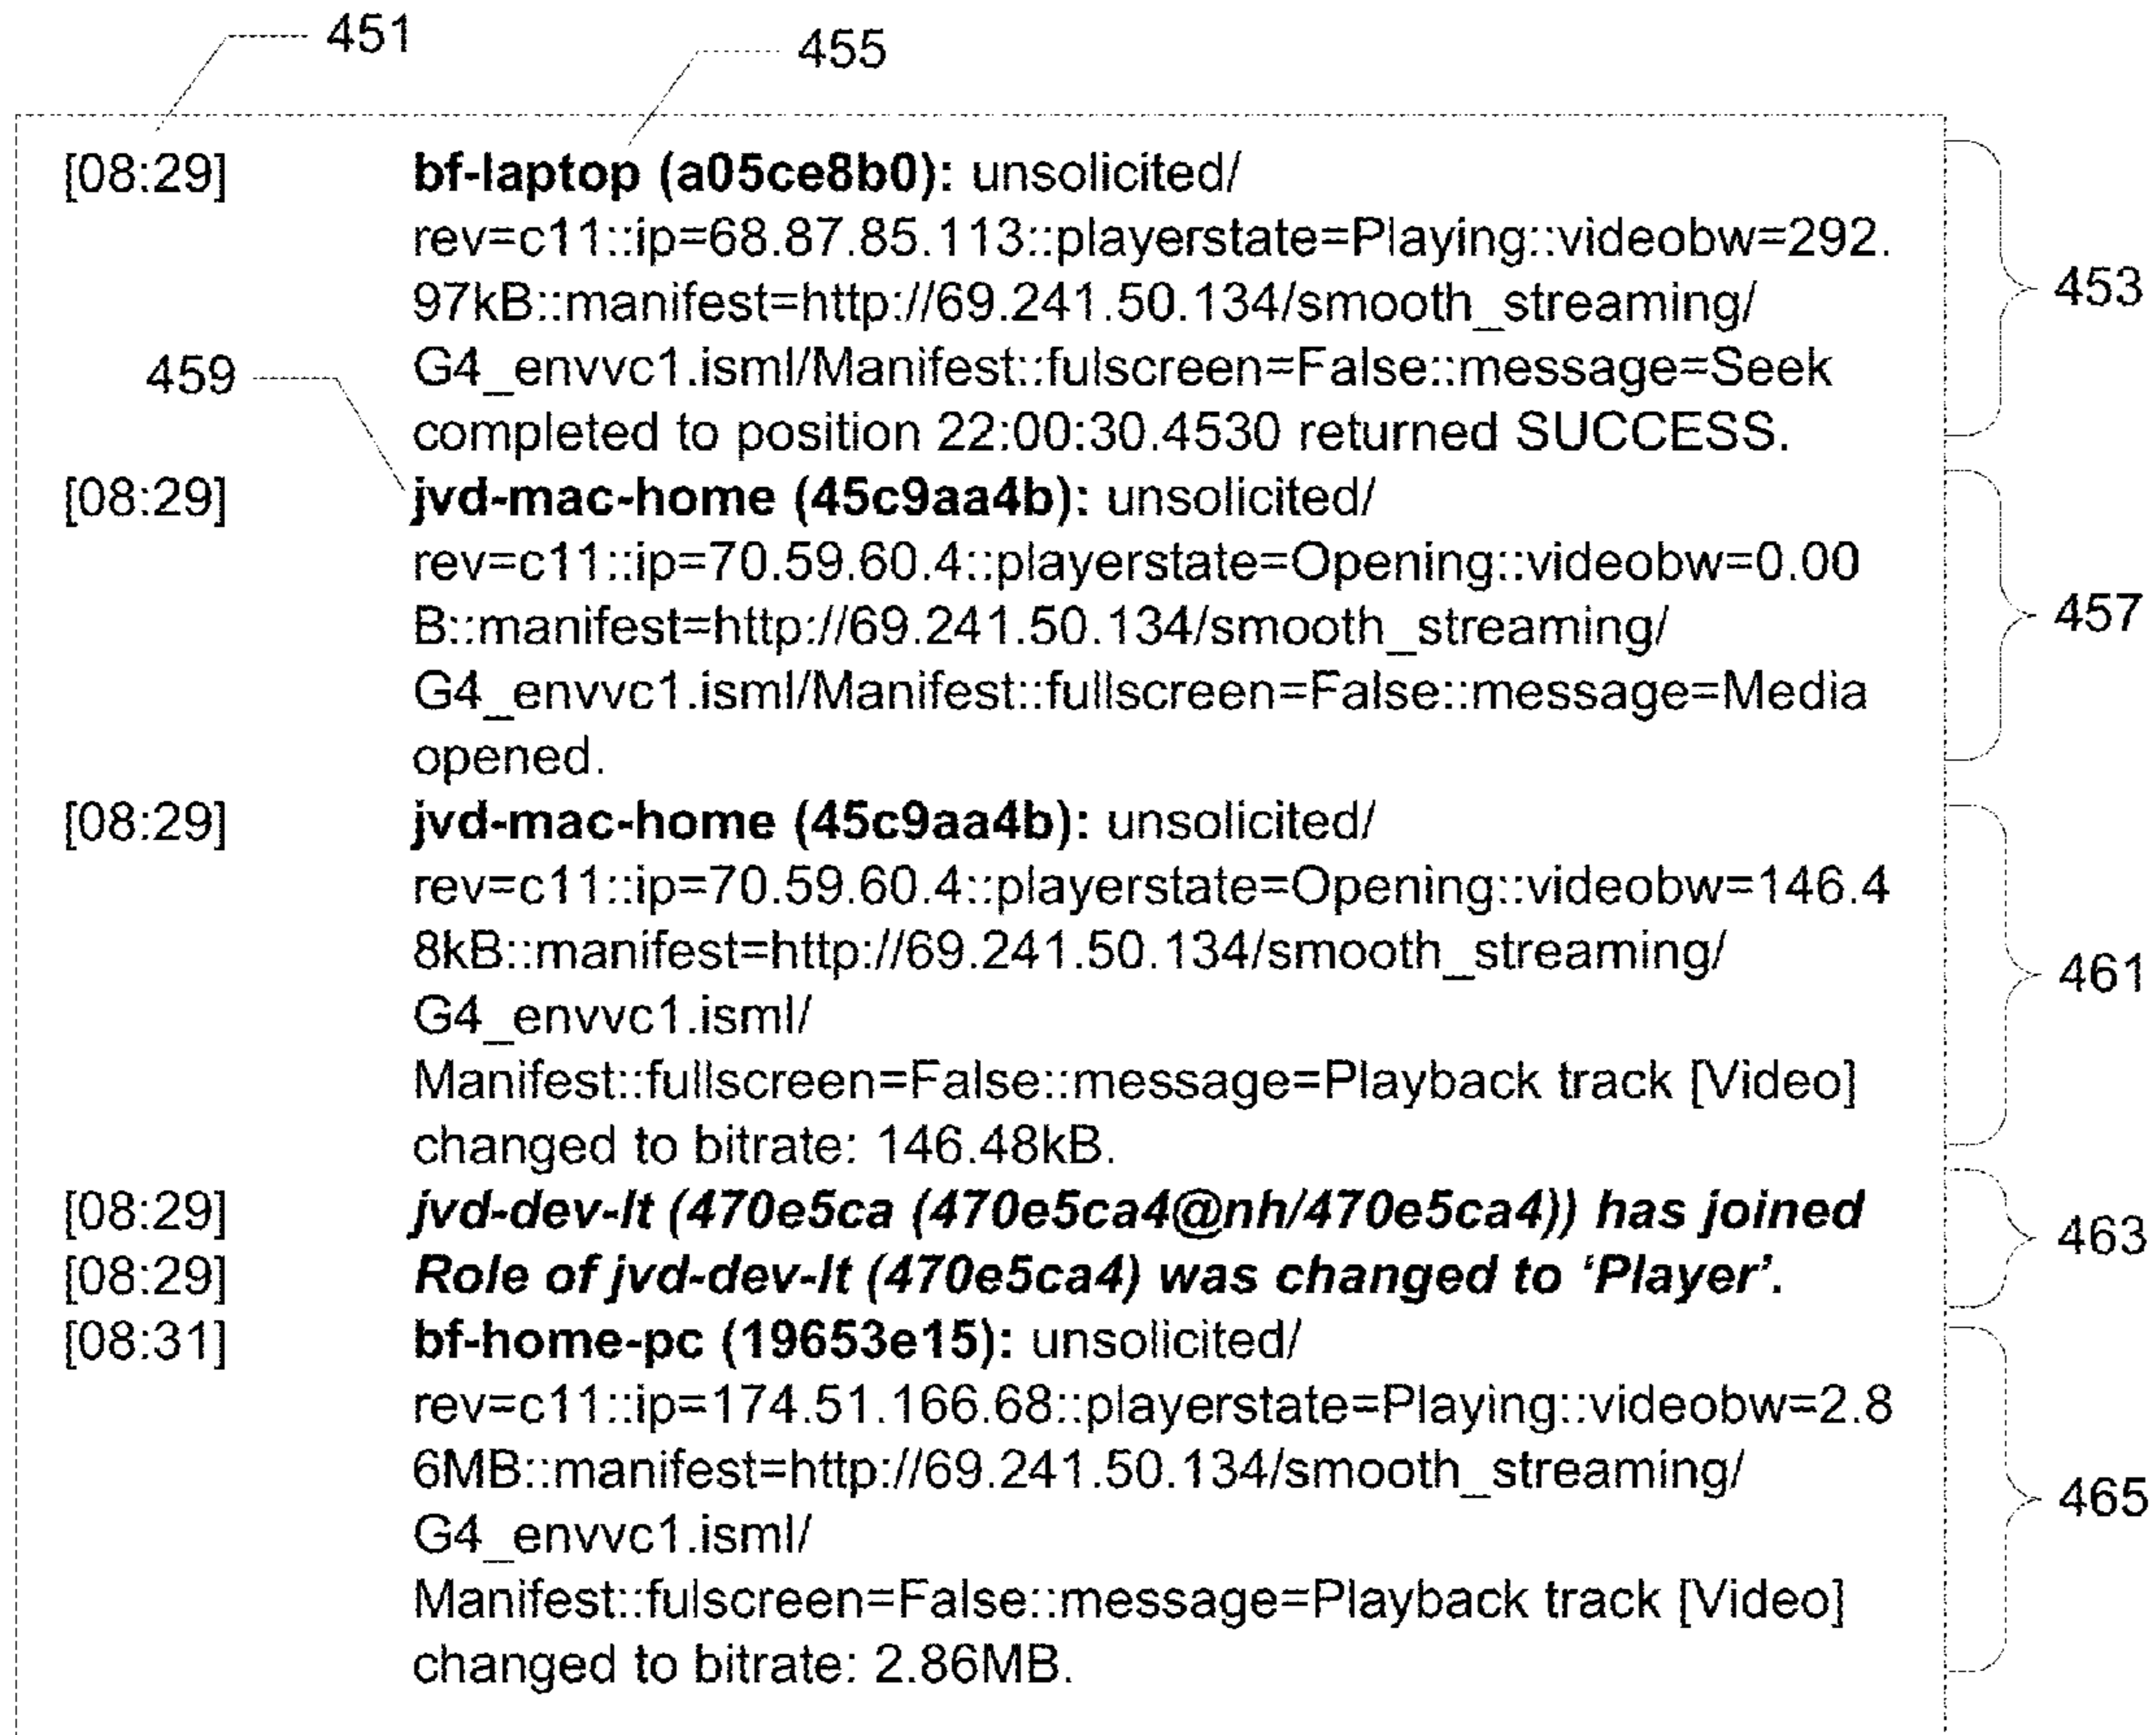 451
455
[08:29] bf-laptop (a05ce8b0): unsolicited/
rev=c11::ip=68.87.85.113::playerstate=Playing::videobw=292.
97kB::manifest=http://69.241.50.134/smooth_streaming/
453
G4_envvc1.isml/Manifest::fulscreen=False::message=Seek
459
completed to position 22:00:30.4530 returned SUCCESS.
[08:29] jvd-mac-home (45c9aa4b): unsolicited/
rev=c11::ip=70.59.60.4::playerstate=Opening::videobw=0.00
B::manifest=http://69.241.50.134/smooth_streaming/
457
G4_envvc1.isml/Manifest::fullscreen=False::message=Media
opened.
[08:29] jvd-mac-home (45c9aa4b): unsolicited/
rev=c11::ip=70.59.60.4::playerstate=Opening::videobw=146.4
8kB::manifest=http://69.241.50.134/smooth_streaming/
461
G4_envvc1.isml/
Manifest::fullscreen=False::message=Playback track [Video]
changed to bitrate: 146.48kB.
[08:29] jvd-dev-lt (470e5ca (470e5ca4@nh/470e5ca4)) has joined
463
[08:29] Role of jvd-dev-lt (470e5ca4) was changed to ‘Player’.
[08:31] bf-home-pc (19653e15): unsolicited/
rev=c11::ip=174.51.166.68::playerstate=Playing::videobw=2.8
6MB::manifest=http://69.241.50.134/smooth_streaming/
465
G4_envvc1.isml/
Manifest::fulscreen=False::message=Playback track [Video]
changed to bitrate: 2.86MB.